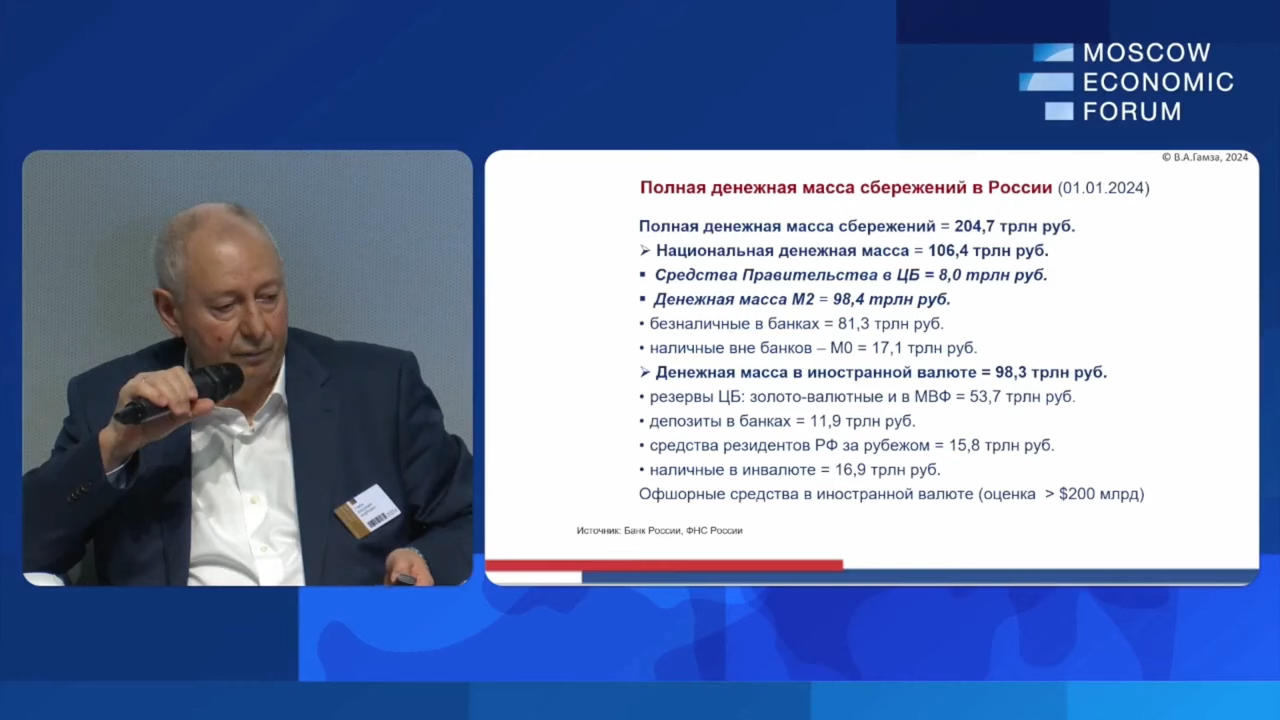 MOSCOW
ECONOMIC
FORUM
© В.А.Гамза, 2024
Полная денежная масса сбережений в России (01.01.2024)
Полная денежная масса сбережений = 204,7 трлн руб.
➢ Национальная денежная масса = 106,4 трлн руб.
▪ Средства Правительства в ЦБ = 8,0 трлн руб.
▪ Денежная масса М2 = 98,4 трлн руб.
• безналичные в банках = 81,3 трлн руб.
• наличные вне банков – М0 = 17,1 трлн руб.
➢ Денежная масса в иностранной валюте = 98,3 трлн руб.
• резервы ЦБ: золото-валютные и в МВФ = 53,7 трлн руб.
• депозиты в банках = 11,9 трлн руб.
• средства резидентов РФ за рубежом = 15,8 трлн руб.
• наличные в инвалюте = 16,9 трлн руб.
Офшорные средства в иностранной валюте (оценка > $200 млрд)
Источник: Банк России, ФНС России